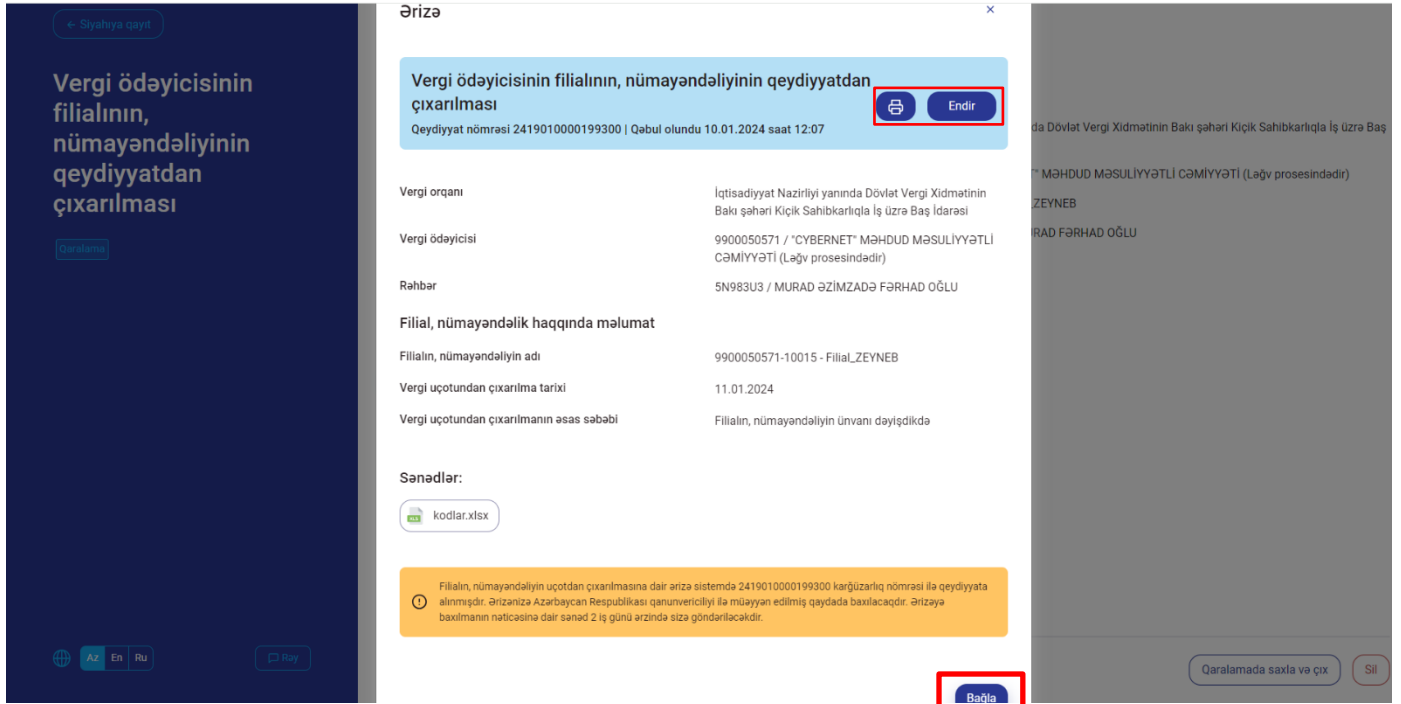 ← Siyahıya qayıt
Vergi ödəyicisinin
filialının,
nümayəndəliyinin
qeydiyyatdan
çıxarılması
Qaralama
Az En Ru
Rəy
Ərizə
×
Vergi ödəyicisinin filialının, nümayəndəliyinin qeydiyyatdan
çıxarılması
Endir
Qeydiyyat nömrəsi 2419010000199300 | Qəbul olundu 10.01.2024 saat 12:07
Vergi orqanı
İqtisadiyyat Nazirliyi yanında Dövlət Vergi Xidmətinin
Bakı şəhəri Kiçik Sahibkarlıqla İş üzrə Baş İdarəsi
Vergi ödəyicisi
9900050571 / "CYBERNET" MƏHDUD MƏSULİYYƏTLİ
CƏMİYYƏTİ (Ləğv prosesindədir)
Rəhbər
5N983U3 / MURAD ƏZİMZADƏ FƏRHAD OĞLU
Filial, nümayəndəlik haqqında məlumat
Filialın, nümayəndəliyin adı
9900050571-10015 - Filial_ZEYNEB
Vergi uçotundan çıxarılma tarixi
11.01.2024
Vergi uçotundan çıxarılmanın əsas səbəbi
Filialın, nümayəndəliyin ünvanı dəyişdikdə
Sənədlər:
kodlar.xlsx
Filialın, nümayəndəliyin uçotdan çıxarılmasına dair ərizə sistemdə 2419010000199300 karğüzarlıq nömrəsi ilə qeydiyyata
alınmışdır. Ərizənizə Azərbaycan Respublikası qanunvericiliyi ilə müəyyən edilmiş qaydada baxılacaqdır. Ərizəyə
baxılmanın nəticəsinə dair sənəd 2 iş günü ərzində sizə göndəriləcəkdir.
Bağla
da Dövlət Vergi Xidmətinin Bakı şəhəri Kiçik Sahibkarlıqla İş üzrə Baş
T" MƏHDUD MƏSULİYYƏTLİ CƏMİYYƏTİ (Ləğv prosesindədir)
ZEYNEB
RAD FƏRHAD OĞLU
Qaralamada saxla və çıx
Sil